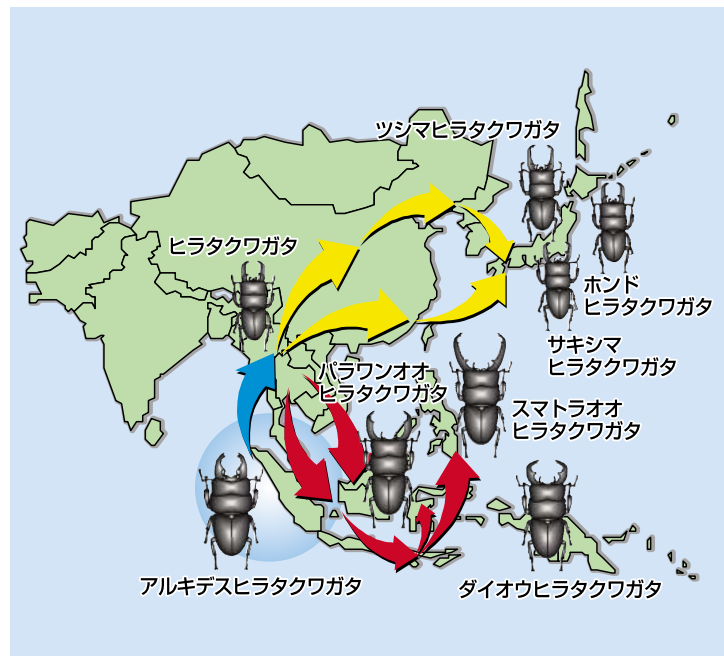 ツシマヒラタクワガタ
ヒラタクワガタ
ホンド
ヒラタクワガタ
サキシマ
ヒラタクワガタ
パラワンオオ
ヒラタクワガタ
スマトラオオ
ヒラタクワガタ
アルキデスヒラタクワガタ
ダイオウヒラタクワガタ